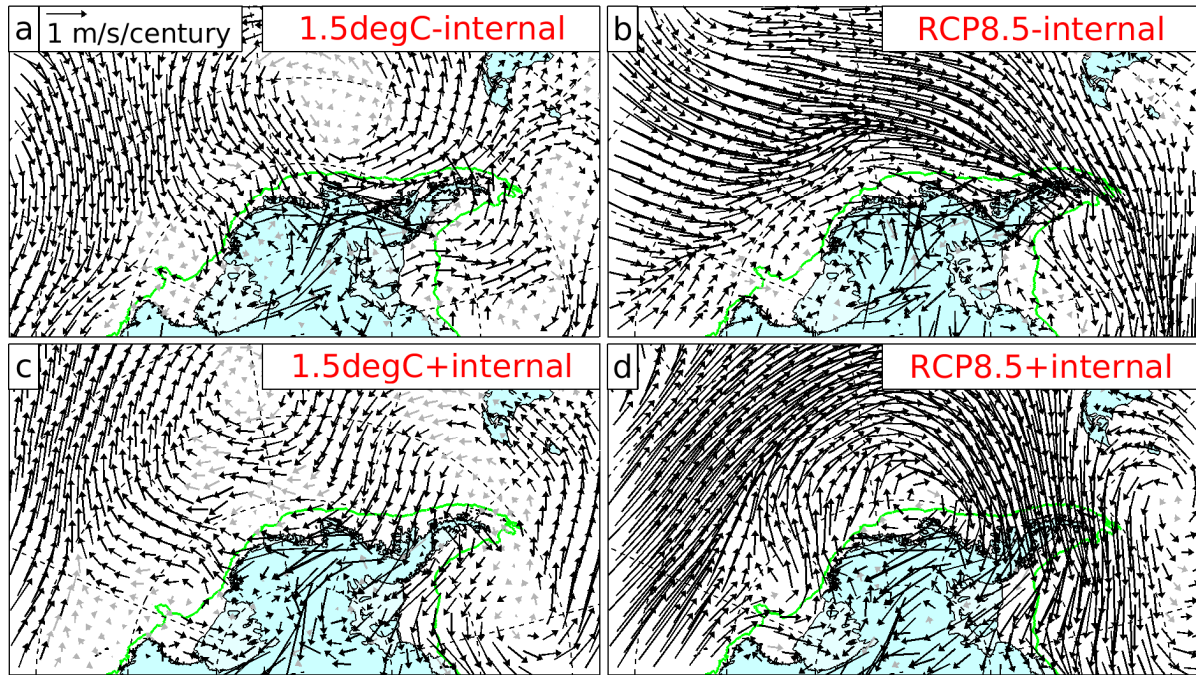 a
1 m/s/century
1.5degC-internal
b
RCP8.5-internal
c
1.5degC+internal
d
RCP8.5+internal